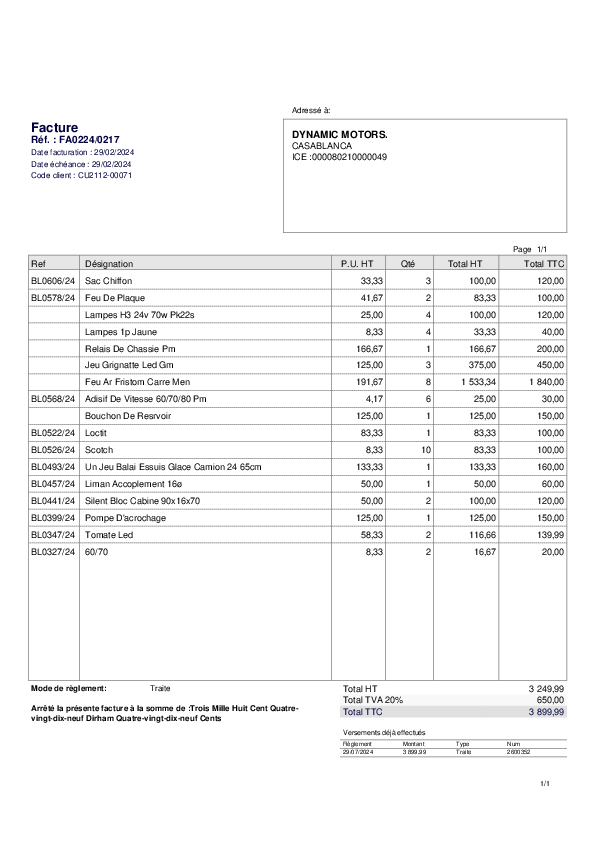 Adressé à:
Facture
Réf. : FA0224/0217
Date facturation : 29/02/2024
Date échéance : 29/02/2024
Code client : CU2112-00071
DYNAMIC MOTORS.
CASABLANCA
ICE :000080210000049
Page 1/1
Ref Désignation P.U. HT Qté Total HT Total TTC
BL0606/24 Sac Chiffon 33,33 3 100,00 120,00
BL0578/24 Feu De Plaque 41,67 2 83,33 100,00
Lampes H3 24v 70w Pk22s 25,00 4 100,00 120,00
Lampes 1p Jaune 8,33 4 33,33 40,00
Relais De Chassie Pm 166,67 1 166,67 200,00
Jeu Grignatte Led Gm 125,00 3 375,00 450,00
Feu Ar Fristom Carre Men 191,67 8 1 533,34 1 840,00
BL0568/24 Adisif De Vitesse 60/70/80 Pm 4,17 6 25,00 30,00
Bouchon De Resrvoir 125,00 1 125,00 150,00
BL0522/24 Loctit 83,33 1 83,33 100,00
BL0526/24 Scotch 8,33 10 83,33 100,00
BL0493/24 Un Jeu Balai Essuis Glace Camion 24 65cm 133,33 1 133,33 160,00
BL0457/24 Liman Accoplement 16ø 50,00 1 50,00 60,00
BL0441/24 Silent Bloc Cabine 90x16x70 50,00 2 100,00 120,00
BL0399/24 Pompe D'acrochage 125,00 1 125,00 150,00
BL0347/24 Tomate Led 58,33 2 116,66 139,99
BL0327/24 60/70 8,33 2 16,67 20,00
Mode de règlement: Traite
Arrêté la présente facture à la somme de :Trois Mille Huit Cent Quatre-
vingt-dix-neuf Dirham Quatre-vingt-dix-neuf Cents
Total HT 3 249,99
Total TVA 20% 650,00
Total TTC 3 899,99
Versements déjà effectués
Règlement Montant Type Num
29/07/2024 3 899,99 Traite 2600352
1/1